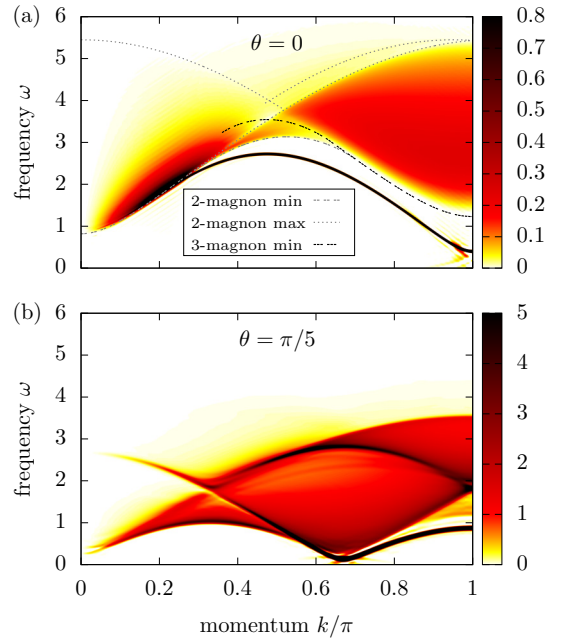 (a)
θ = 0
frequency ω
6
5
4
3
2
1
0
2-magnon min
2-magnon max
3-magnon min
0.8
0.7
0.6
0.5
0.4
0.3
0.2
0.1
0
(b)
θ = π/5
frequency ω
6
5
4
3
2
1
0
0 0.2 0.4 0.6 0.8 1
momentum k/π
5
4
3
2
1
0